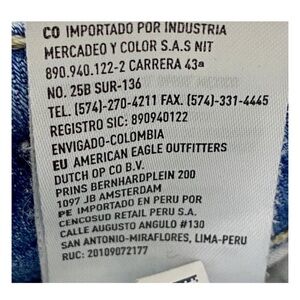 CO IMPORTADO POR INDUSTRIA
MERCADEO Y COLOR S.A.S NIT
890.940.122-2 CARRERA 43ª
NO. 25B SUR-136
TEL. (574)-270-4211 FAX. (574)-331-4445
REGISTRO SIC: 890940122
ENVIGADO-COLOMBIA
EU AMERICAN EAGLE OUTFITTERS
DUTCH OP CO B.V.
PRINS BERNHARDPLEIN 200
1097 JB AMSTERDAM
PE IMPORTADO EN PERU POR
CENCOSUD RETAIL PERU S.A.
CALLE AUGUSTO ANGULO #130
SAN ANTONIO-MIRAFLORES, LIMA-PERU
RUC: 20109072177